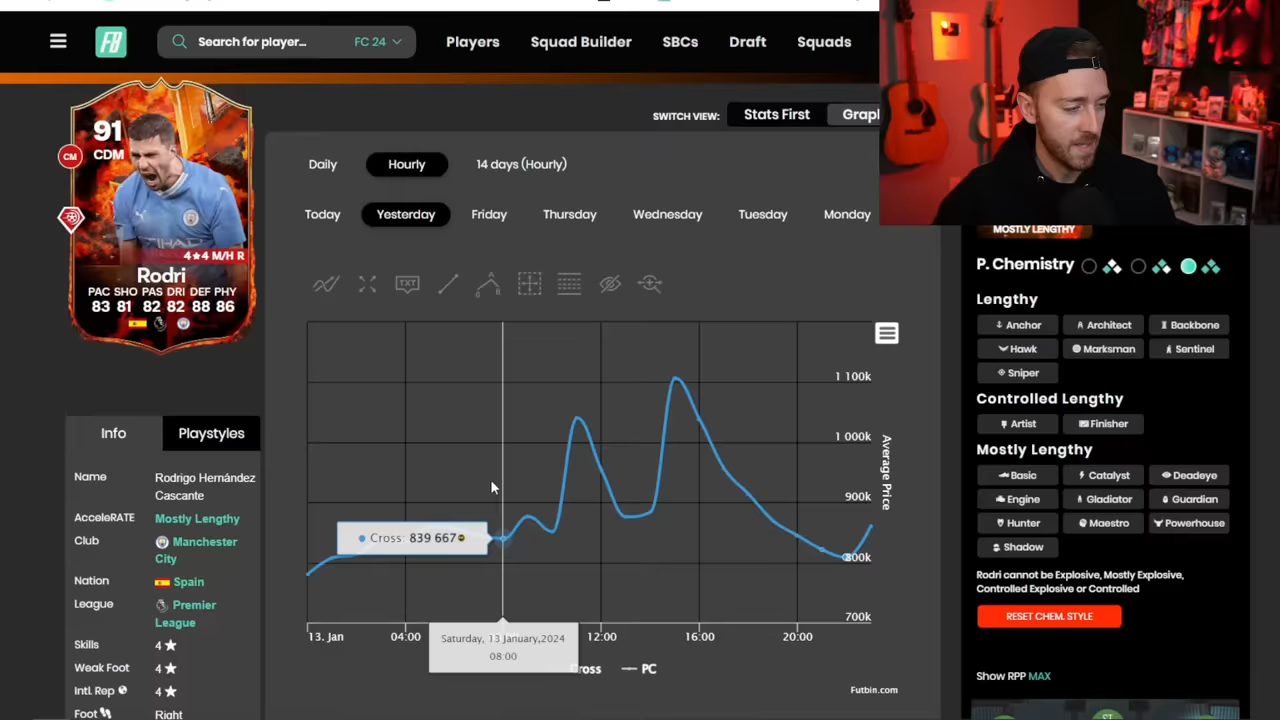 FB
Search for player...
FC 24
Players
Squad Builder
SBCs
Draft
Squads
SWITCH VIEW:
Stats First
Daily
Hourly
14 days (Hourly)
Today
Yesterday
Friday
Thursday
Wednesday
Tuesday
Monday
91
CDM
CM
4★4 M/H R
Rodri
PAC SHO PAS DRI DEF PHY
83 81 82 82 88 86
TXT
1 100k
1 000k
900k
800k
700k
Average Price
Cross: 839 667
Saturday, 13 January,2024
08:00
13. Jan
04:00
12:00
16:00
20:00
PC
Futbin.com
Info
Playstyles
Name
Rodrigo Hernández
Cascante
AcceleRATE
Mostly Lengthy
Club
Manchester
City
Nation
Spain
League
Premier
League
Skills
4★
Weak Foot
4★
Intl. Rep
4★
Foot
Right
MOSTLY LENGTHY
P. Chemistry
Lengthy
Anchor
Architect
Backbone
Hawk
Marksman
Sentinel
Sniper
Controlled Lengthy
Artist
Finisher
Mostly Lengthy
Basic
Catalyst
Deadeye
Engine
Gladiator
Guardian
Hunter
Maestro
Powerhouse
Shadow
Rodri cannot be Explosive, Mostly Explosive,
Controlled Explosive or Controlled
RESET CHEM. STYLE
Show RPP MAX
ST